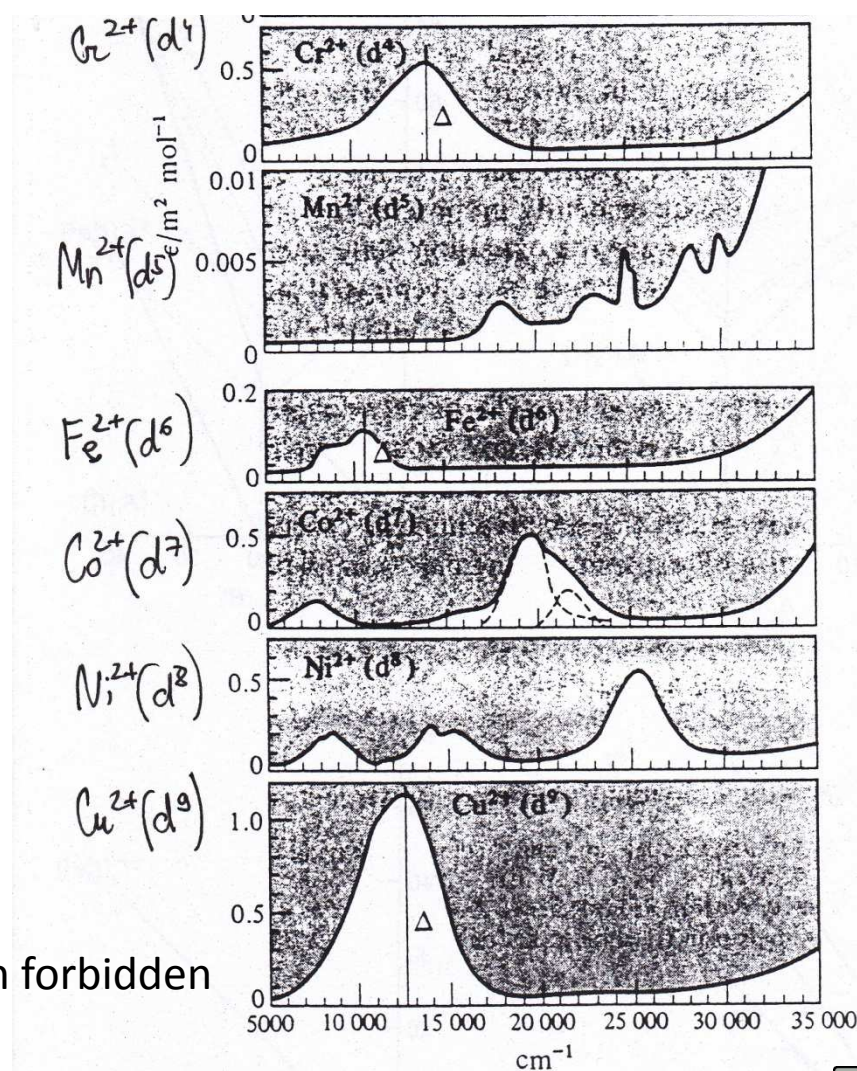 Cr²⁺(d⁴)
0
Cr²⁺ (d⁴)
0.5
Δ
0
ϵ/m² mol⁻¹
0.01
Mn²⁺ (d⁵)
Mn²⁺(d5)
0.005
0
0.2
Fe²⁺ (d⁶)
Fe²⁺(d⁶)
Δ
0
Co²⁺ (d⁷)
Co²⁺(d⁷)
0.5
0
Ni²⁺ (d⁸)
Ni²⁺(d⁸)
0.5
0
Cu²⁺(d⁹)
Cu²⁺ (d⁹)
1.0
0.5
Δ
n forbidden
0
5000 10 000 15 000 20 000 25 000 30 000 35 000
cm⁻¹